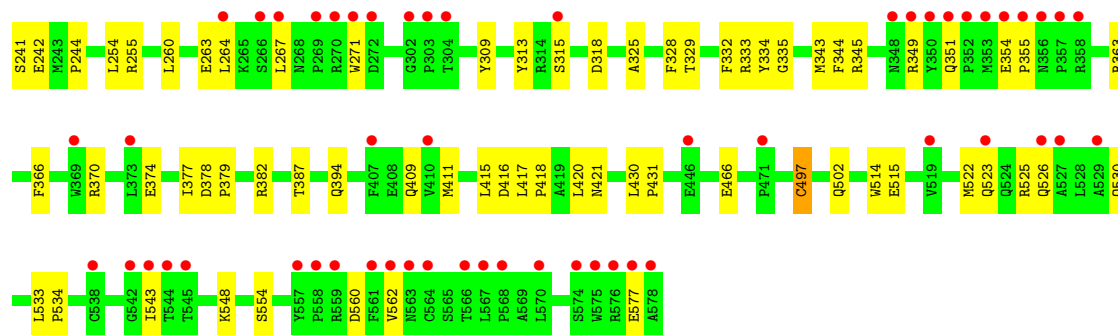 S241 E242 M243 P244 L254 R255 L260 E263 L264 K265 S266 L267 N268 P269 R270 W271 D272 G302 P303 T304 Y309 Y313 R314 S315 D318 A325 F328 T329 F332 R333 Y334 G335 M343 F344 R345 N348 R349 Y350 Q351 P352 M353 E354 P355 N356 P357 R358
F366 W369 R370 L373 E374 I377 D378 P379 R382 T387 Q394 F407 E408 Q409 V410 M411 L415 D416 L417 P418 A419 L420 N421 L430 P431 E446 E466 P471 C497 Q502 W514 E515 V519 M522 Q523 Q524 R525 Q526 A527 L528 A529 Q530
L533 P534 C538 G542 I543 T544 T545 K548 S554 Y557 P558 R559 D560 F561 V562 N563 C564 S565 T566 L567 P568 A569 L570 S574 W575 R576 E577 A578